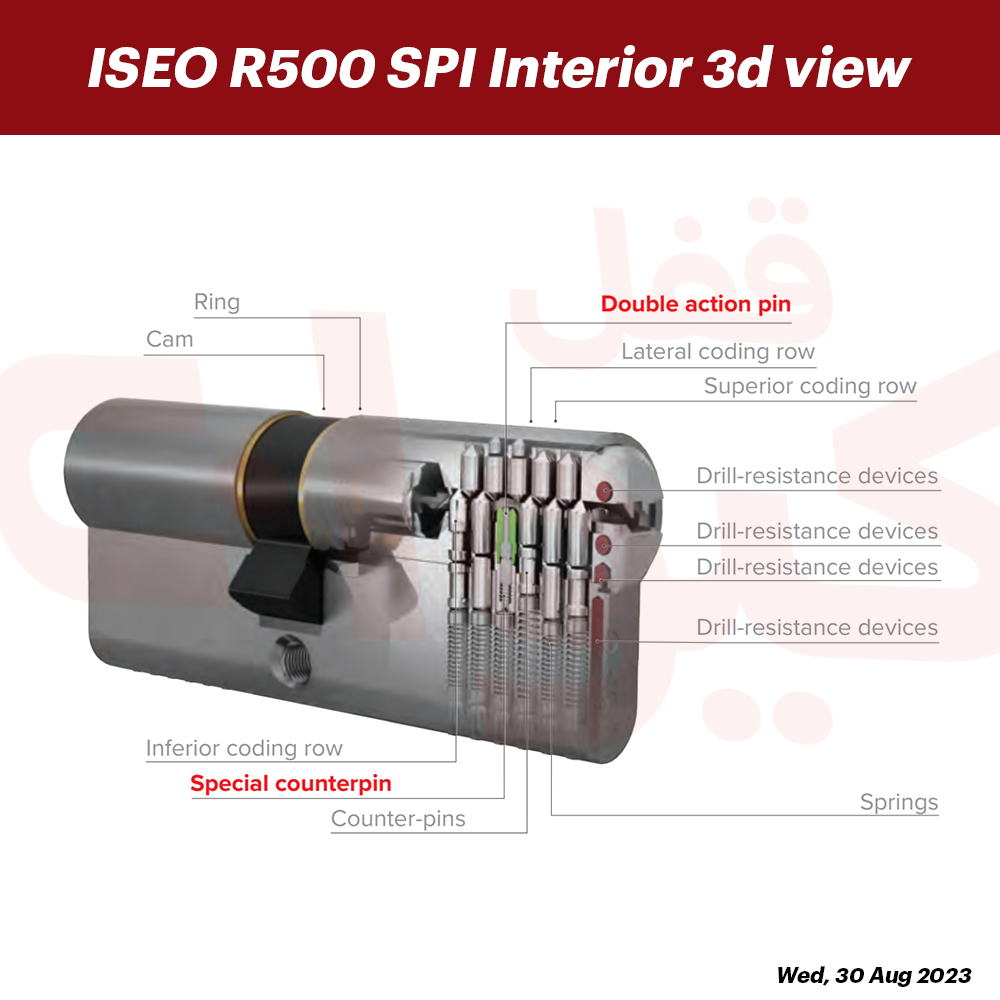 ISEO R500 SPI Interior 3d view
قفل
Ring
Double action pin
Cam
Lateral coding row
Superior coding row
Drill-resistance devices
Drill-resistance devices
Drill-resistance devices
Drill-resistance devices
Inferior coding row
Special counterpin
Counter-pins
Springs
Wed, 30 Aug 2023